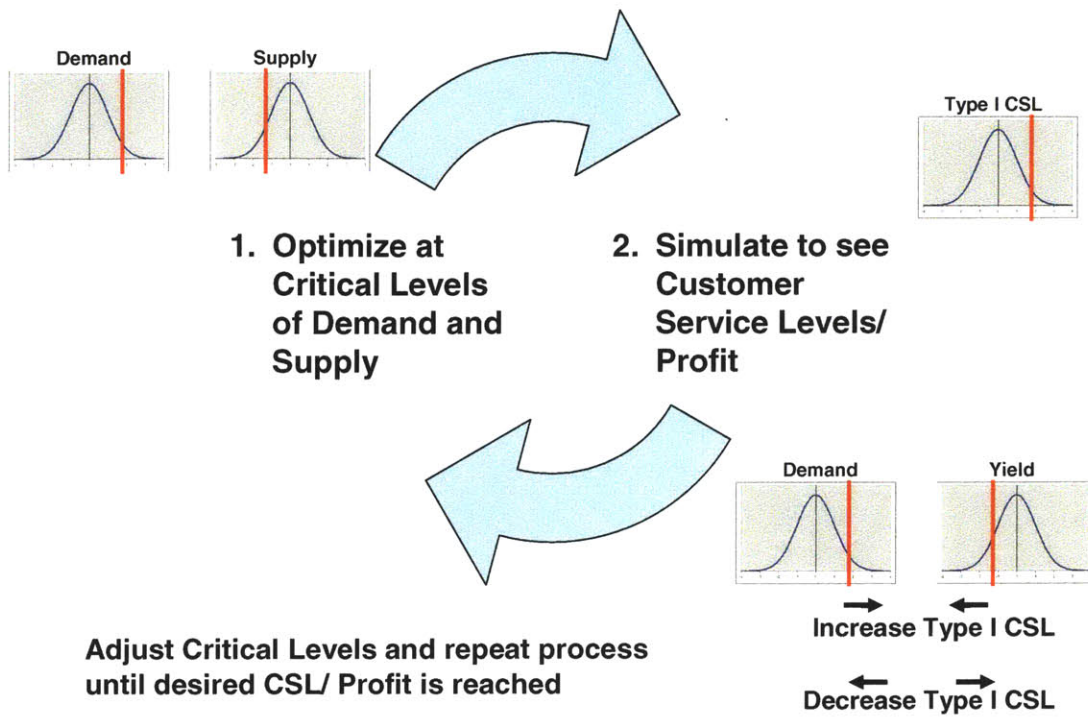 Demand
Supply
Type I CSL
1. Optimize at
Critical Levels
of Demand and
Supply
2. Simulate to see
Customer
Service Levels/
Profit
Demand
Yield
Increase Type I CSL
Decrease Type I CSL
Adjust Critical Levels and repeat process
until desired CSL/ Profit is reached